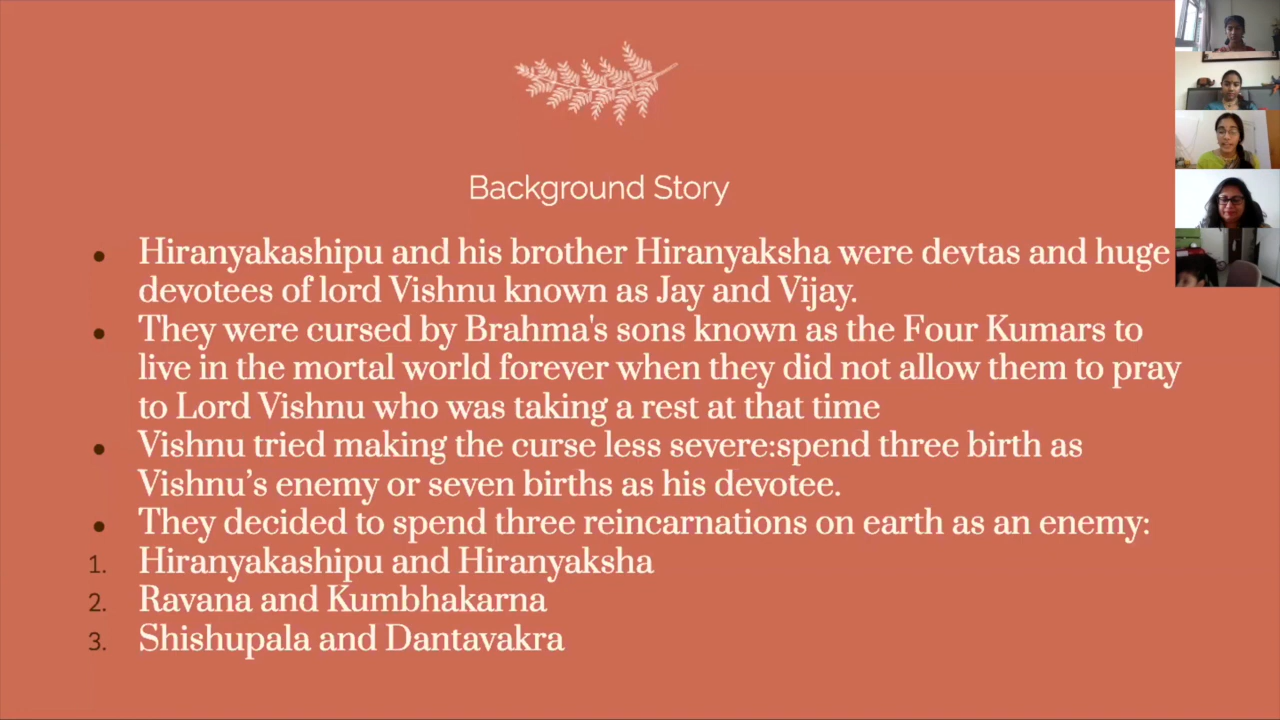 Background Story
● Hiranyakashipu and his brother Hiranyaksha were devtas and huge
devotees of lord Vishnu known as Jay and Vijay.
● They were cursed by Brahma's sons known as the Four Kumars to
live in the mortal world forever when they did not allow them to pray
to Lord Vishnu who was taking a rest at that time
● Vishnu tried making the curse less severe:spend three birth as
Vishnu’s enemy or seven births as his devotee.
● They decided to spend three reincarnations on earth as an enemy:
1. Hiranyakashipu and Hiranyaksha
2. Ravana and Kumbhakarna
3. Shishupala and Dantavakra